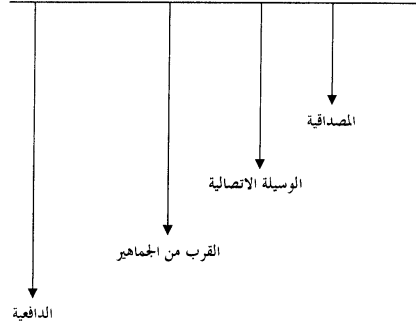 المصداقية
الوسيلة الاتصالية
القرب من الجماهير
الدافعية